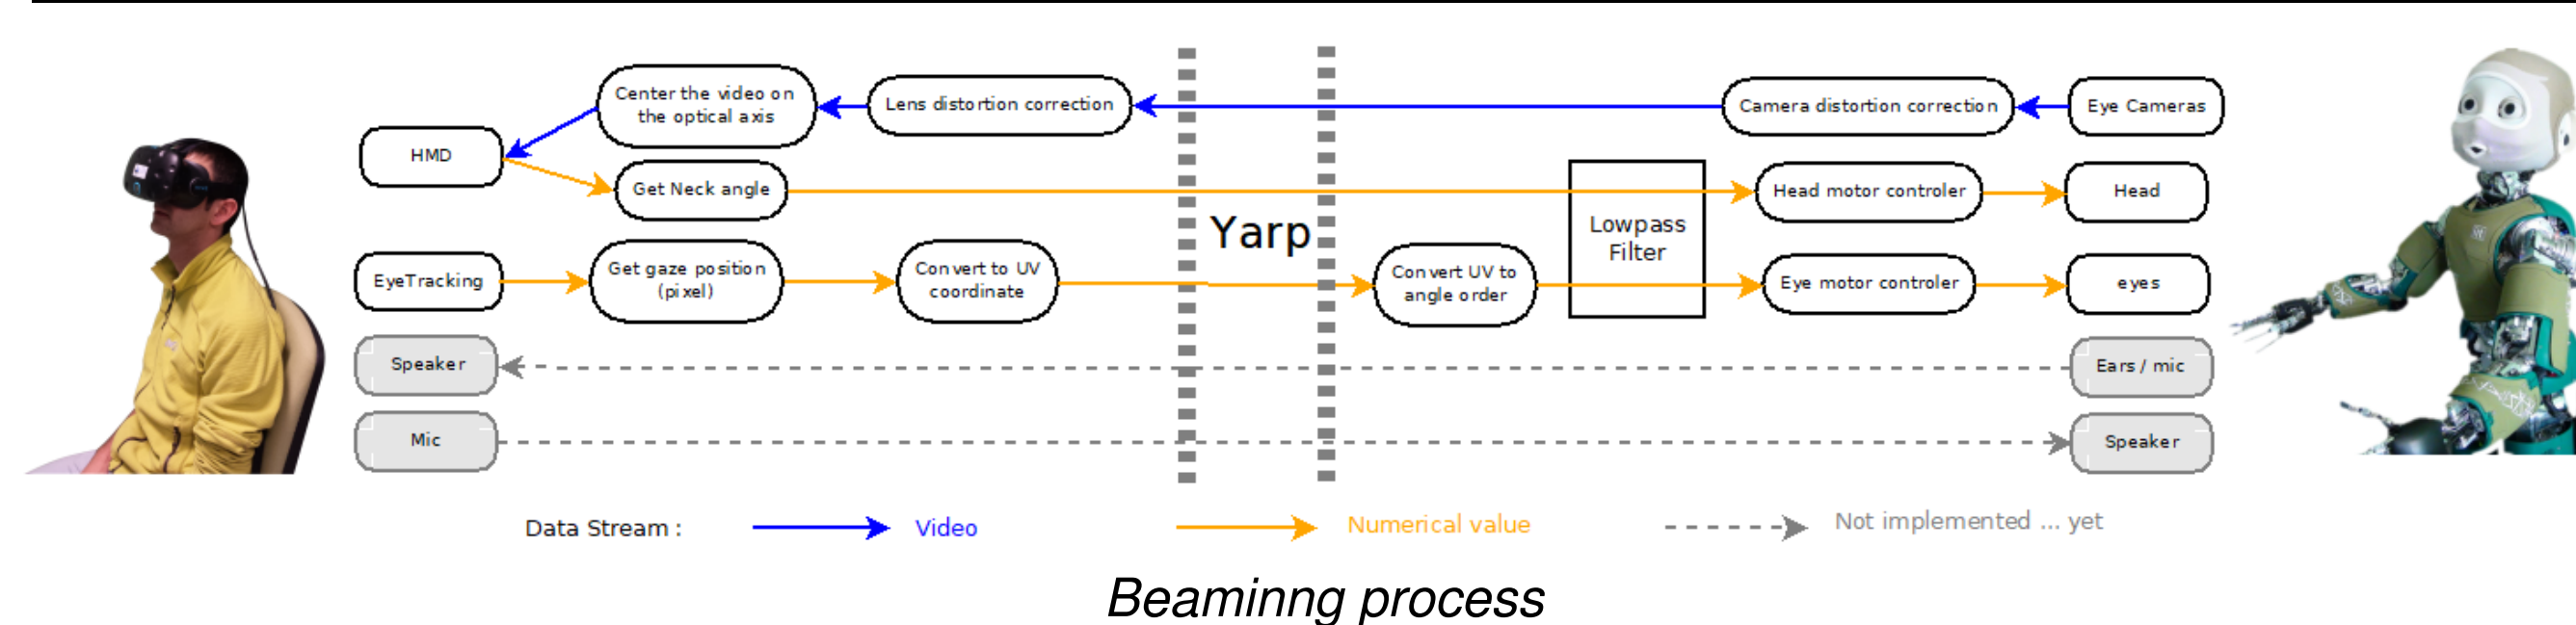 Center the video on
the optical axis
Lens distortion correction
Camera distortion correction
Eye Cameras
HMD
Get Neck angle
Head motor controler
Head
Yarp
Lowpass
Filter
EyeTracking
Get gaze position
(pixel)
Convert to UV
coordinate
Convert UV to
angle order
Eye motor controler
eyes
Speaker
Ears / mic
Mic
Speaker
Data Stream :
Video
Numerical value
Not implemented ... yet
Beaminng process